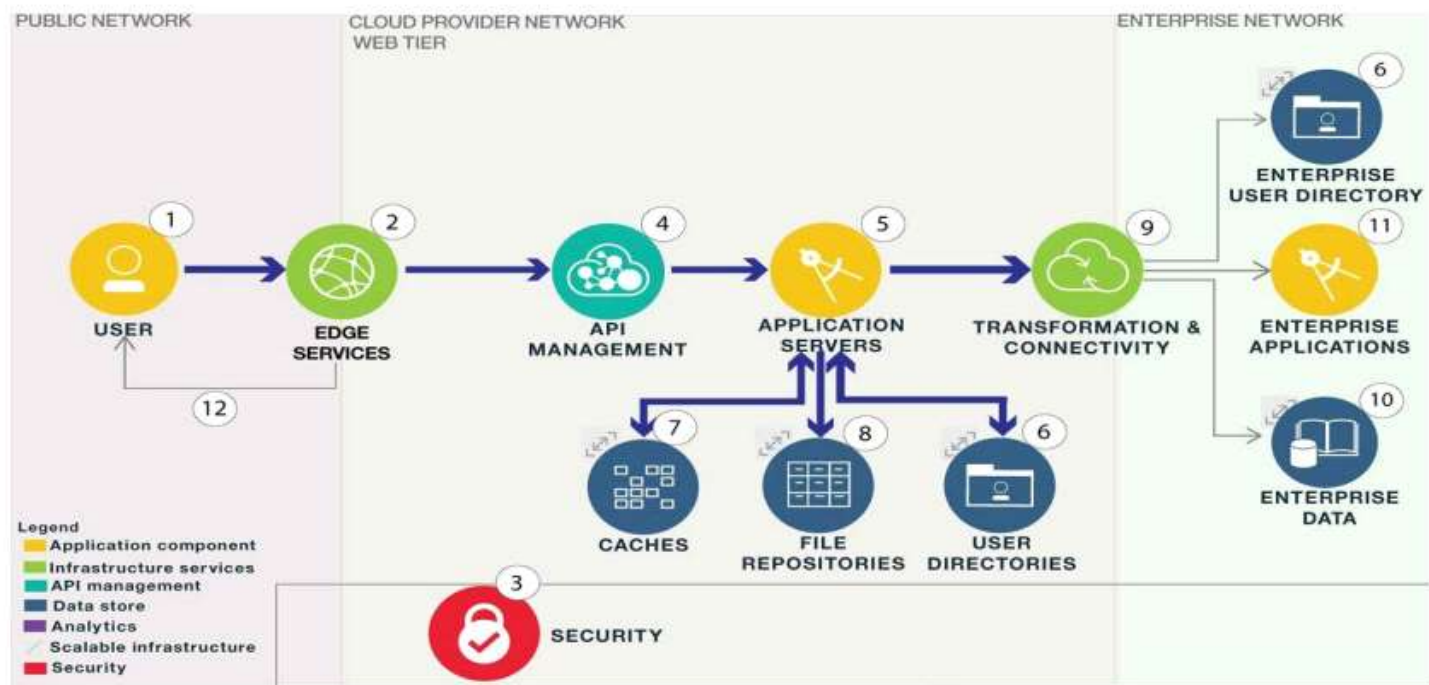 PUBLIC NETWORK
CLOUD PROVIDER NETWORK
WEB TIER
ENTERPRISE NETWORK
6
ENTERPRISE
USER DIRECTORY
1
USER
2
EDGE
SERVICES
4
API
MANAGEMENT
5
APPLICATION
SERVERS
9
TRANSFORMATION &
CONNECTIVITY
11
ENTERPRISE
APPLICATIONS
12
7
CACHES
8
FILE
REPOSITORIES
6
USER
DIRECTORIES
10
ENTERPRISE
DATA
Legend
Application component
Infrastructure services
API management
Data store
Analytics
Scalable infrastructure
Security
3
SECURITY